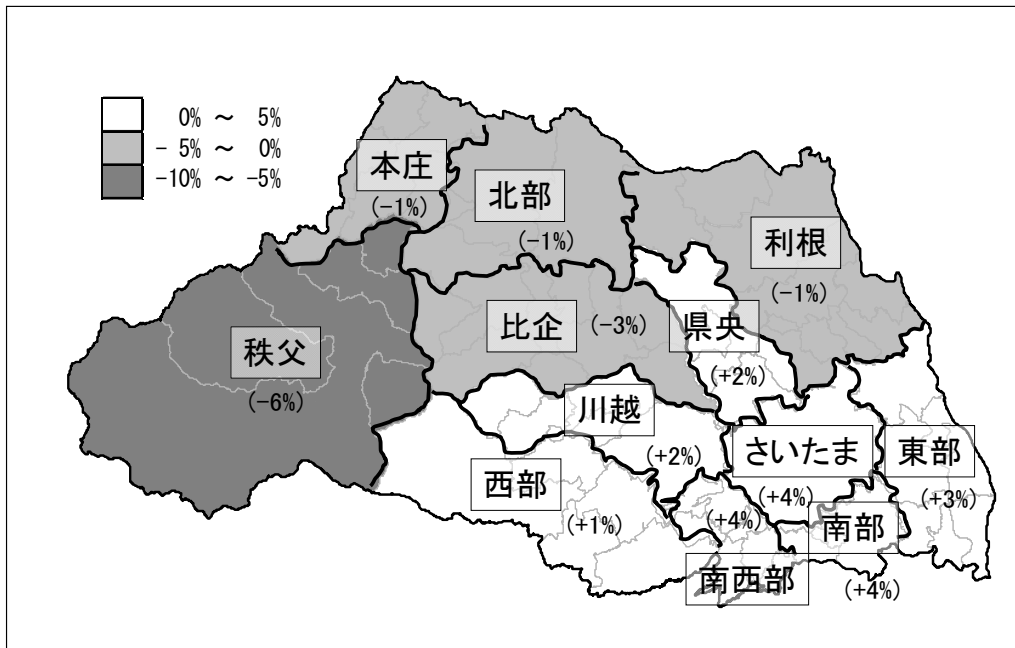 0% ~ 5%
- 5% ~ 0%
-10% ~ -5%
本庄
(-1%)
北部
(-1%)
利根
(-1%)
比企
(-3%)
県央
(+2%)
秩父
(-6%)
川越
(+2%)
さいたま
(+4%)
東部
(+3%)
西部
(+1%)
(+4%)
南西部
南部
(+4%)